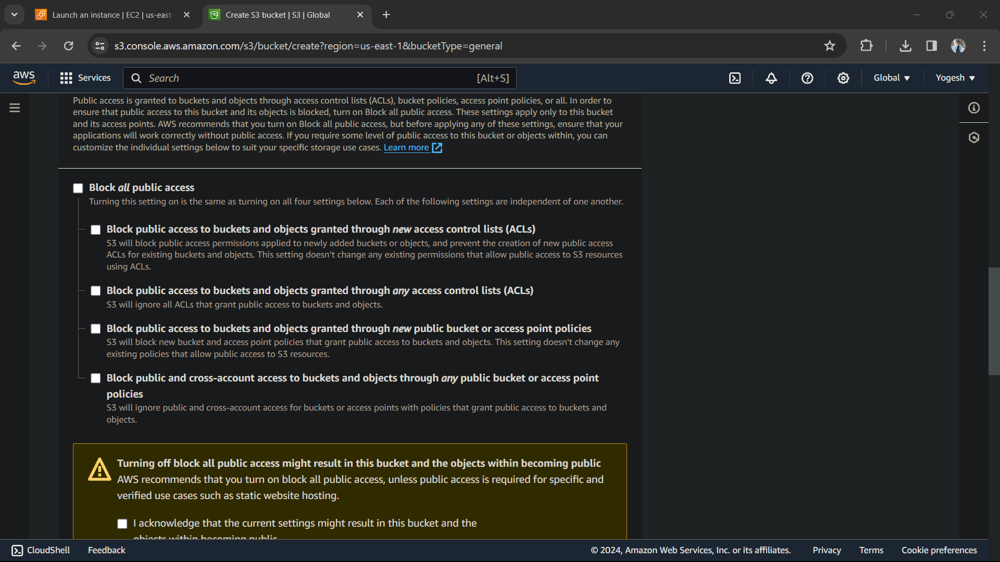 Launch an instance | EC2 | us-east-
Create S3 bucket | S3 | Global
s3.console.aws.amazon.com/s3/bucket/create?region=us-east-1&bucketType=general
aws
Services
Search
[Alt+S]
Global
Yogesh
Public access is granted to buckets and objects through access control lists (ACLs), bucket policies, access point policies, or all. In order to
ensure that public access to this bucket and its objects is blocked, turn on Block all public access. These settings apply only to this bucket
and its access points. AWS recommends that you turn on Block all public access, but before applying any of these settings, ensure that your
applications will work correctly without public access. If you require some level of public access to this bucket or objects within, you can
customize the individual settings below to suit your specific storage use cases. Learn more
Block all public access
Turning this setting on is the same as turning on all four settings below. Each of the following settings are independent of one another.
Block public access to buckets and objects granted through new access control lists (ACLs)
S3 will block public access permissions applied to newly added buckets or objects, and prevent the creation of new public access
ACLs for existing buckets and objects. This setting doesn’t change any existing permissions that allow public access to S3 resources
using ACLs.
Block public access to buckets and objects granted through any access control lists (ACLs)
S3 will ignore all ACLs that grant public access to buckets and objects.
Block public access to buckets and objects granted through new public bucket or access point policies
S3 will block new bucket and access point policies that grant public access to buckets and objects. This setting doesn't change any
existing policies that allow public access to S3 resources.
Block public and cross-account access to buckets and objects through any public bucket or access point
policies
S3 will ignore public and cross-account access for buckets or access points with policies that grant public access to buckets and
objects.
Turning off block all public access might result in this bucket and the objects within becoming public
AWS recommends that you turn on block all public access, unless public access is required for specific and
verified use cases such as static website hosting.
I acknowledge that the current settings might result in this bucket and the
objects within becoming public.
CloudShell
Feedback
© 2024, Amazon Web Services, Inc. or its affiliates.
Privacy
Terms
Cookie preferences